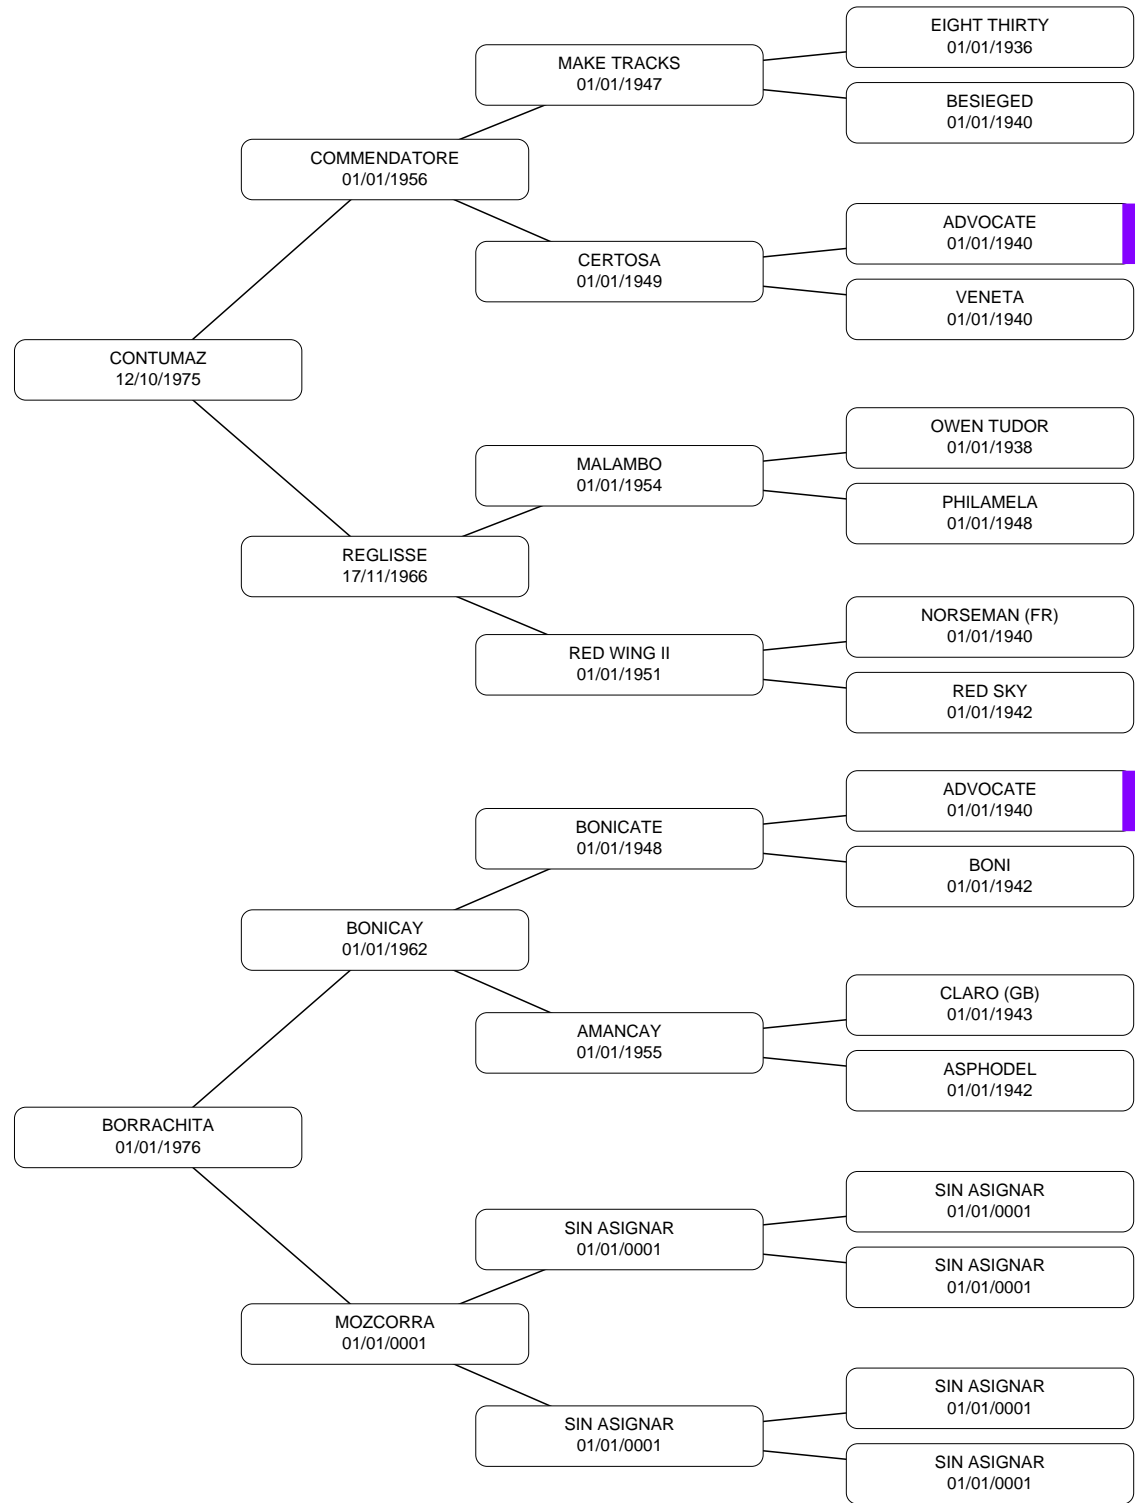 EIGHT THIRTY
01/01/1936
MAKE TRACKS
01/01/1947
BESIEGED
01/01/1940
COMMENDATORE
01/01/1956
ADVOCATE
01/01/1940
CERTOSA
01/01/1949
VENETA
01/01/1940
CONTUMAZ
12/10/1975
OWEN TUDOR
01/01/1938
MALAMBO
01/01/1954
PHILAMELA
01/01/1948
REGLISSE
17/11/1966
NORSEMAN (FR)
01/01/1940
RED WING II
01/01/1951
RED SKY
01/01/1942
ADVOCATE
01/01/1940
BONICATE
01/01/1948
BONI
01/01/1942
BONICAY
01/01/1962
CLARO (GB)
01/01/1943
AMANCAY
01/01/1955
ASPHODEL
01/01/1942
BORRACHITA
01/01/1976
SIN ASIGNAR
01/01/0001
SIN ASIGNAR
01/01/0001
SIN ASIGNAR
01/01/0001
MOZCORRA
01/01/0001
SIN ASIGNAR
01/01/0001
SIN ASIGNAR
01/01/0001
SIN ASIGNAR
01/01/0001